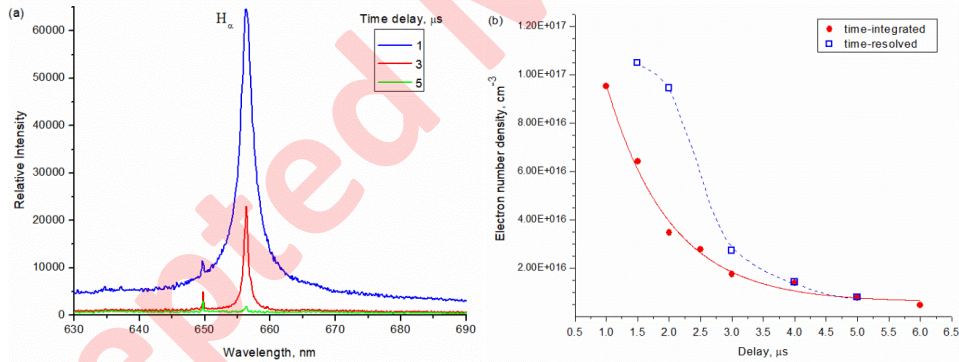 (a)
Hα
Time delay, μs
1
3
5
60000
50000
40000
30000
20000
10000
0
Relative Intensity
630
640
650
660
670
680
690
Wavelength, nm
(b)
time-integrated
time-resolved
1.20E+017
1.00E+017
8.00E+016
6.00E+016
4.00E+016
2.00E+016
Electron number density, cm⁻³
0.5
1.0
1.5
2.0
2.5
3.0
3.5
4.0
4.5
5.0
5.5
6.0
6.5
Delay, μs
epted M